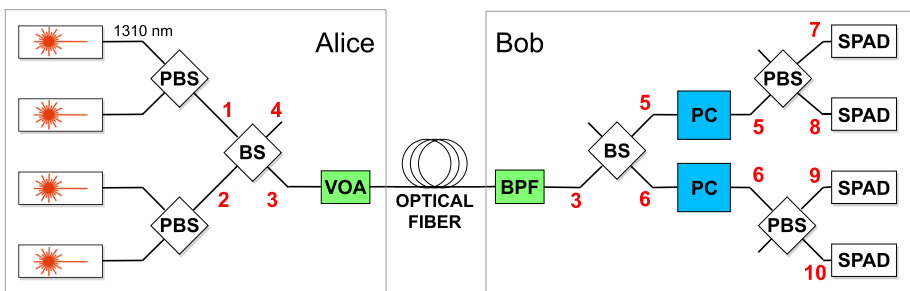 1310 nm
Alice
PBS
1
4
BS
2
3
PBS
VOA
OPTICAL
FIBER
Bob
BPF
3
BS
5
PC
5
6
PC
6
PBS
7
SPAD
8
SPAD
PBS
9
SPAD
10
SPAD